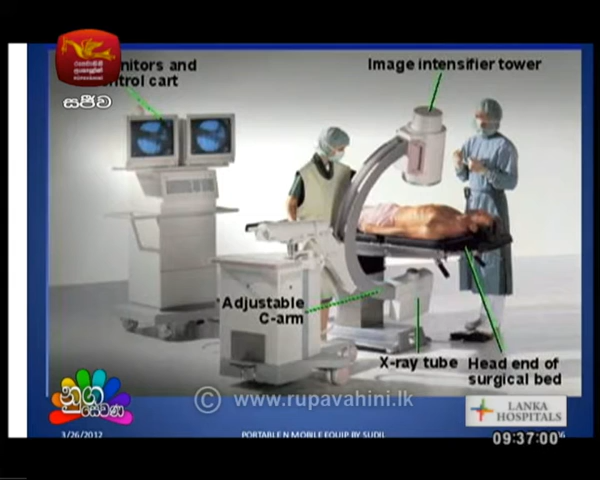 nitors and
ntrol cart
Image intensifier tower
සජීව
Adjustable
C-arm
X-ray tube
Head end of
surgical bed
නුග
සෙවණ
© www.rupavahini.lk
LANKA
HOSPITALS
3/26/2012
PORTABLE N MOBILE EQUIP BY SUDIL
09:37:00